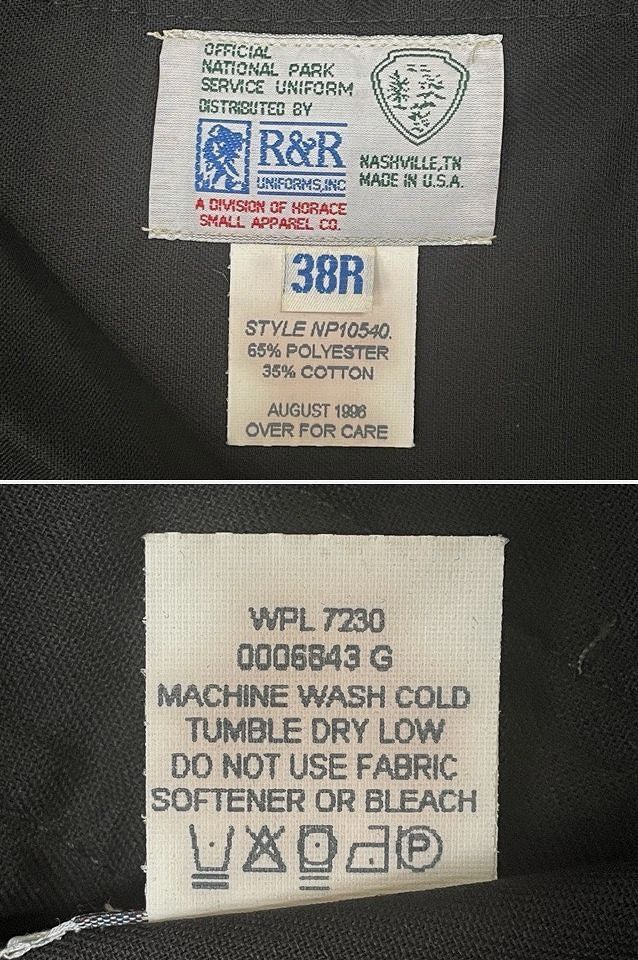 OFFICIAL
NATIONAL PARK
SERVICE UNIFORM
DISTRIBUTED BY
R&R
UNIFORMS, INC
NASHVILLE, TN
MADE IN U.S.A.
A DIVISION OF HORACE
SMALL APPAREL CO.
38R
STYLE NP10540.
65% POLYESTER
35% COTTON
AUGUST 1996
OVER FOR CARE
WPL 7230
0006843 G
MACHINE WASH COLD
TUMBLE DRY LOW
DO NOT USE FABRIC
SOFTENER OR BLEACH
P